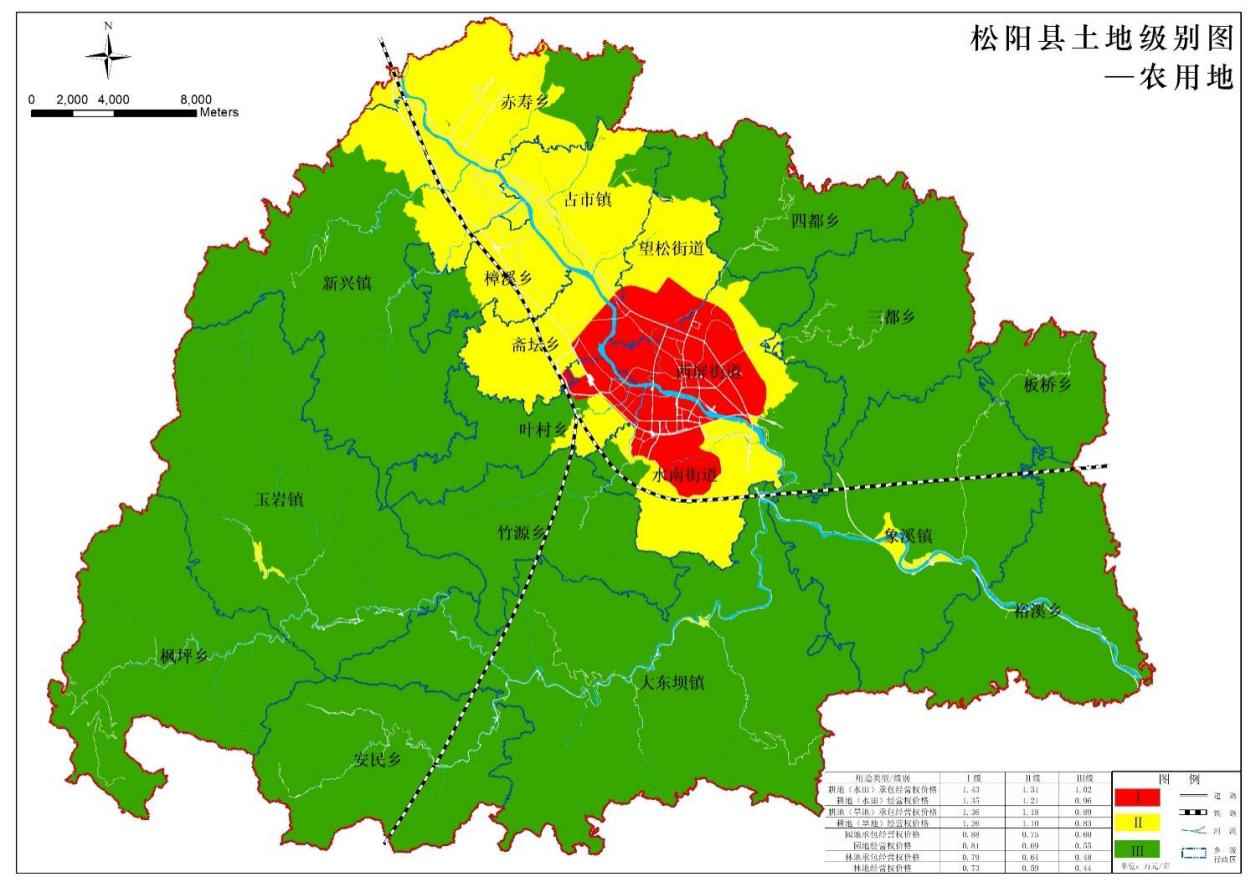 松阳县土地级别图
—农用地
N
0 2,000 4,000 8,000
Meters
赤寿乡
古市镇
四都乡
望松街道
新兴镇
樟溪乡
三都乡
斋坛乡
西屏街道
板桥乡
叶村乡
水南街道
玉岩镇
竹源乡
象溪镇
裕溪乡
枫坪乡
大东坝镇
安民乡
用途类型/级别 Ⅰ级 Ⅱ级 Ⅲ级
耕地（水田）承包经营权价格 1.43 1.31 1.02
耕地（水田）经营权价格 1.35 1.21 0.96
耕地（旱地）承包经营权价格 1.36 1.18 0.89
耕地（旱地）经营权价格 1.26 1.10 0.83
园地承包经营权价格 0.88 0.75 0.60
园地经营权价格 0.81 0.69 0.55
林地承包经营权价格 0.79 0.64 0.48
林地经营权价格 0.73 0.59 0.44
图 例
Ⅰ 道 路
Ⅱ 铁 路
河 流
Ⅲ 乡 级
行政区
单位：万元/亩